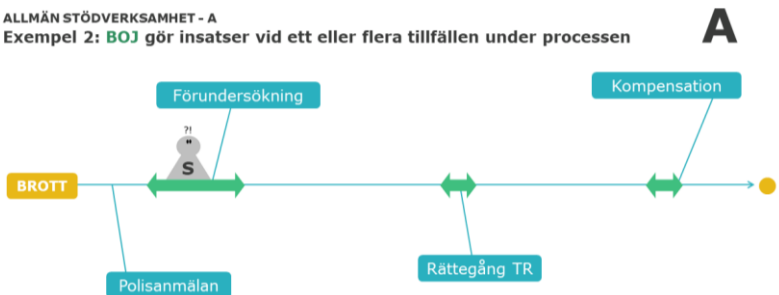 ALLMÄN STÖDVERKSAMHET - A
Exempel 2: BOJ gör insatser vid ett eller flera tillfällen under processen
A
Förundersökning
Kompensation
?!
S
BROTT
Rättegång TR
Polisanmälan